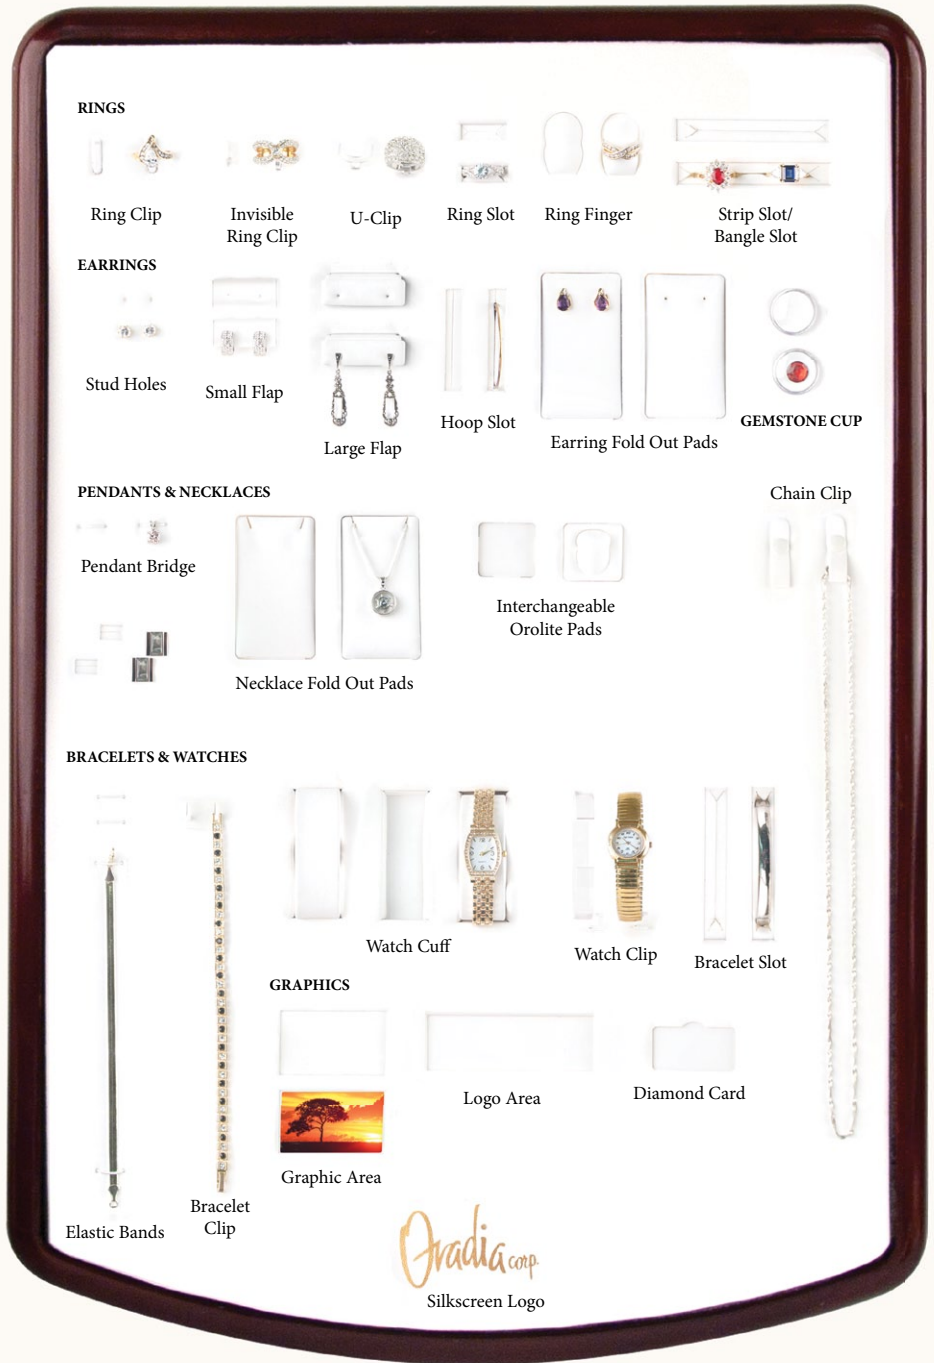 RINGS
Ring Clip
Invisible
Ring Clip
U-Clip
Ring Slot
Ring Finger
Strip Slot/
Bangle Slot
EARRINGS
Stud Holes
Small Flap
Large Flap
Hoop Slot
Earring Fold Out Pads
GEMSTONE CUP
PENDANTS & NECKLACES
Chain Clip
Pendant Bridge
Necklace Fold Out Pads
Interchangeable
Orolite Pads
BRACELETS & WATCHES
Watch Cuff
Watch Clip
Bracelet Slot
GRAPHICS
Logo Area
Diamond Card
Graphic Area
Elastic Bands
Bracelet
Clip
Ovadia corp.
Silkscreen Logo